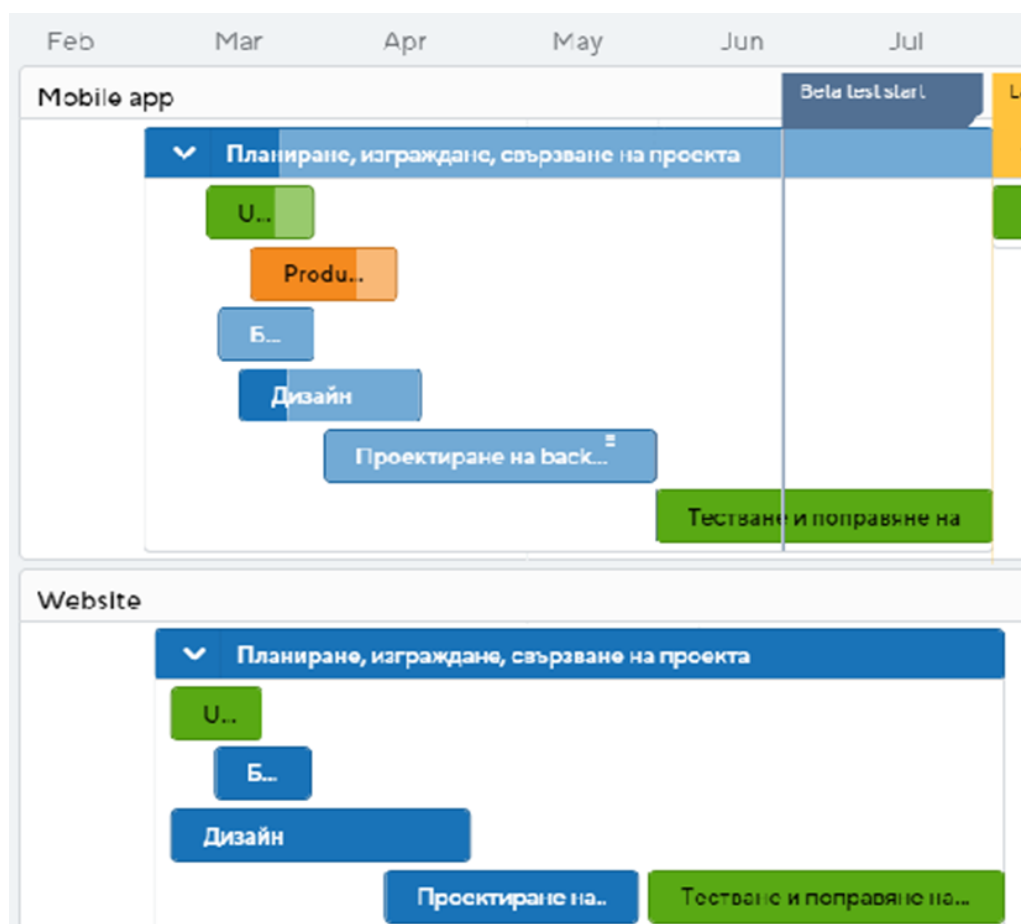 Feb Mar Apr May Jun Jul
Mobile app
Beta test start
Планиране, изграждане, свързване на проекта
U...
Produ...
Б...
Дизайн
Проектиране на back...
Тестване и поправяне на
Website
Планиране, изграждане, свързване на проекта
U...
Б...
Дизайн
Проектиране на..
Тестване и поправяне на...